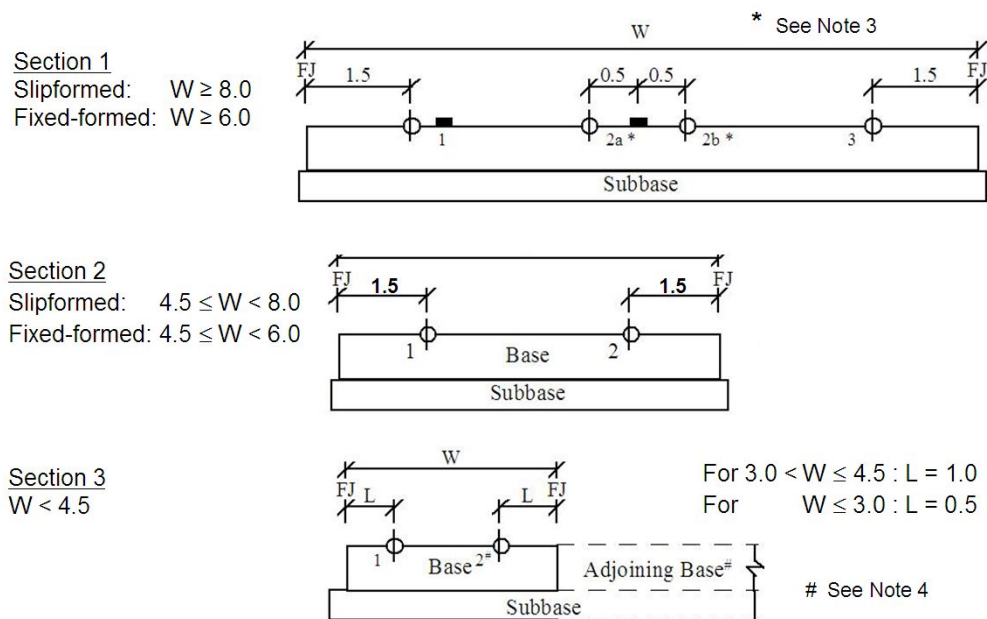 * See Note 3
W
Section 1
Slipformed: W ≥ 8.0
Fixed-formed: W ≥ 6.0
FJ 1.5 0.5 0.5 1.5 FJ
1 2a * 2b * 3
Subbase
Section 2
Slipformed: 4.5 ≤ W < 8.0
Fixed-formed: 4.5 ≤ W < 6.0
FJ 1.5 1.5 FJ
1 Base 2
Subbase
Section 3
W < 4.5
W
FJ L L FJ
For 3.0 < W ≤ 4.5 : L = 1.0
For W ≤ 3.0 : L = 0.5
1 Base 2# Adjoining Base#
# See Note 4
Subbase